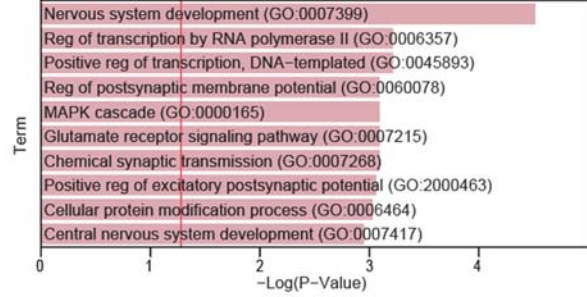 Nervous system development (GO:0007399)
Reg of transcription by RNA polymerase II (GO:0006357)
Positive reg of transcription, DNA−templated (GO:0045893)
Reg of postsynaptic membrane potential (GO:0060078)
MAPK cascade (GO:0000165)
Glutamate receptor signaling pathway (GO:0007215)
Chemical synaptic transmission (GO:0007268)
Positive reg of excitatory postsynaptic potential (GO:2000463)
Cellular protein modification process (GO:0006464)
Central nervous system development (GO:0007417)
Term
0 1 2 3 4
−Log(P−Value)